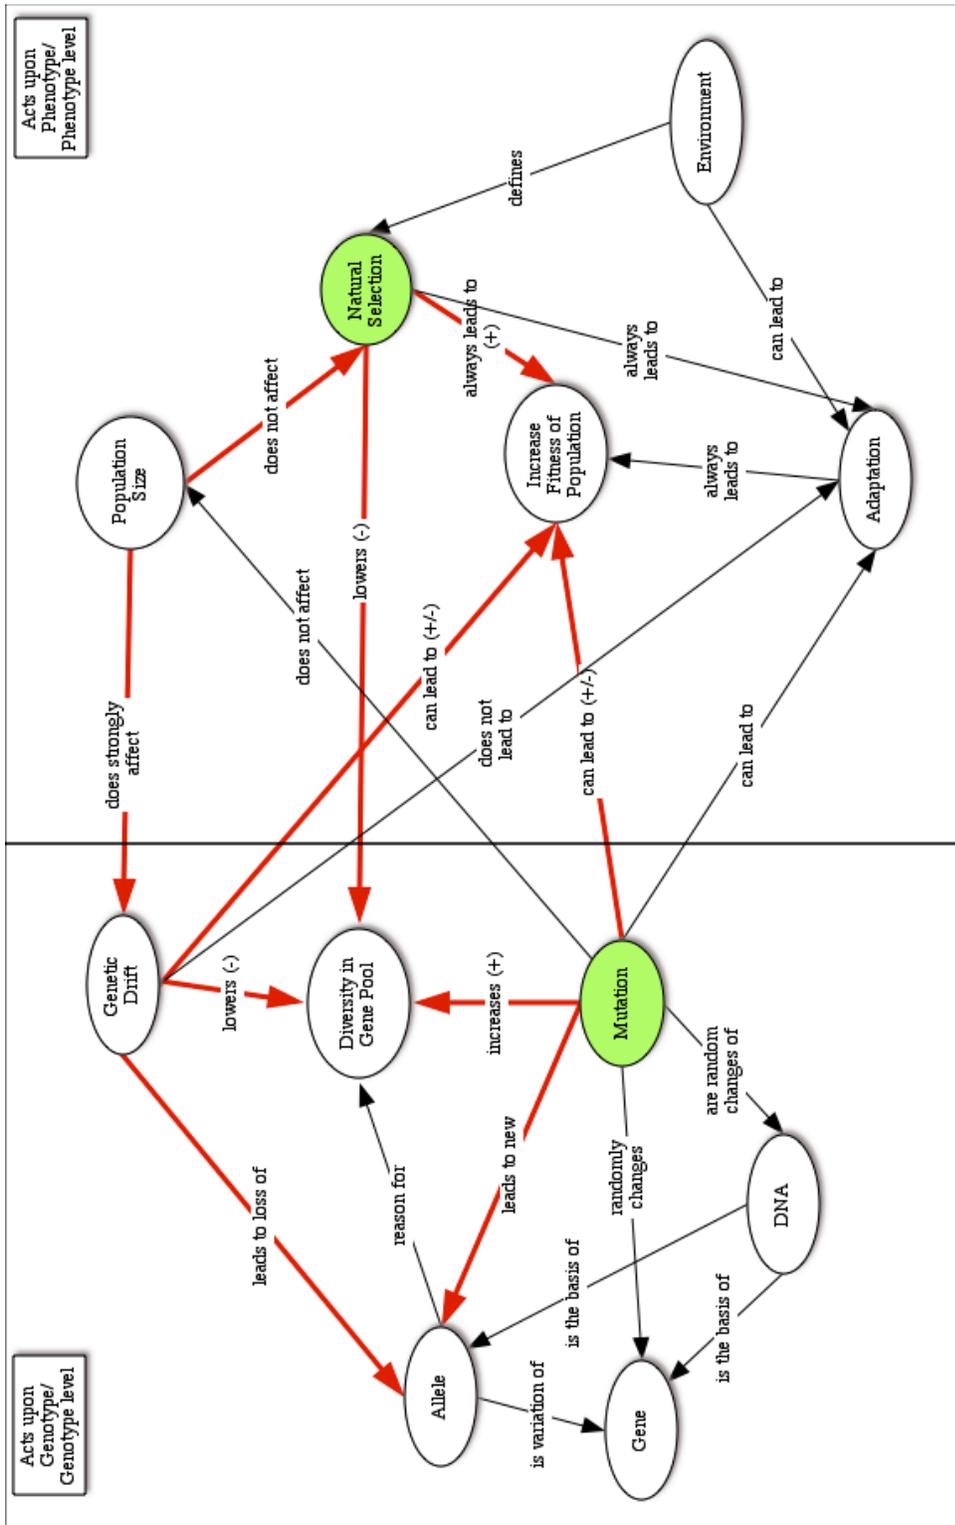 Acts upon
Genotype/
Genotype level
Acts upon
Phenotype/
Phenotype level
Genetic
Drift
does strongly
affect
Population
Size
does not affect
leads to loss of
lowers (-)
can lead to (+/-)
does not affect
Natural
Selection
defines
Diversity in
Gene Pool
lowers (-)
reason for
increases (+)
does not
lead to
always leads to
(+)
Allele
leads to new
Increase
Fitness of
Population
always
leads to
is variation of
is the basis of
randomly
changes
Mutation
can lead to (+/-)
always
leads to
can lead to
Environment
Gene
is the basis of
are random
changes of
can lead to
DNA
Adaptation